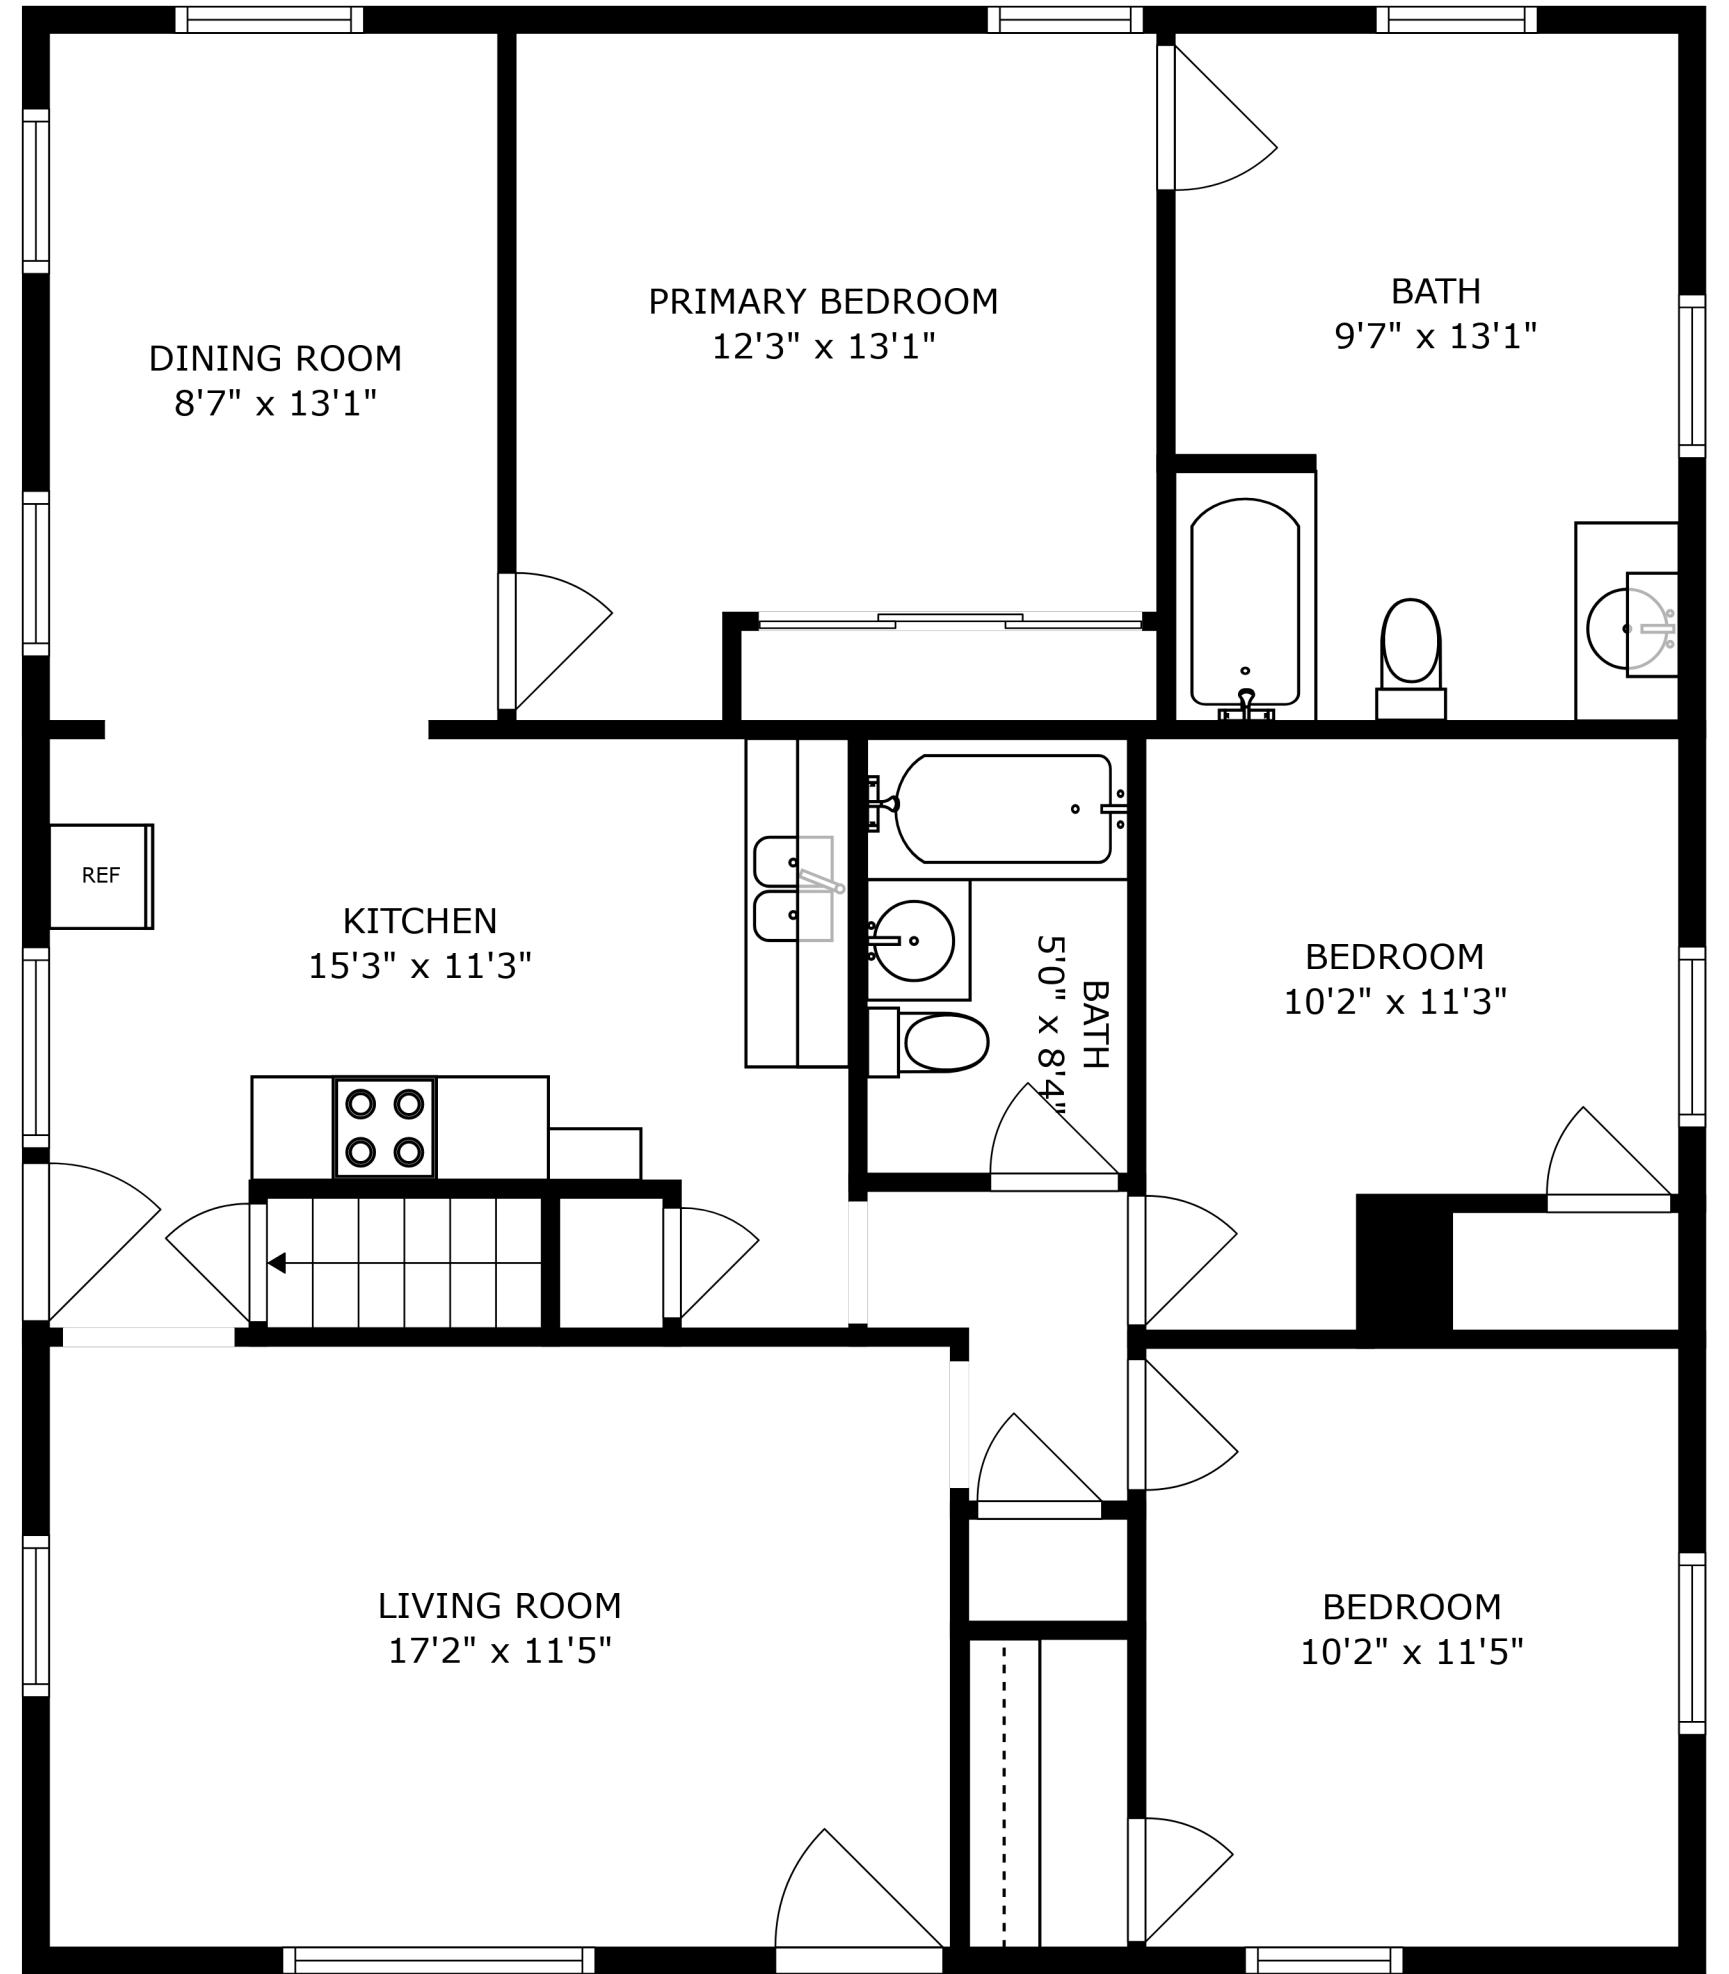 PRIMARY BEDROOM
12'3" x 13'1"
BATH
9'7" x 13'1"
DINING ROOM
8'7" x 13'1"
REF
KITCHEN
15'3" x 11'3"
BATH
5'0" x 8'4"
BEDROOM
10'2" x 11'3"
LIVING ROOM
17'2" x 11'5"
BEDROOM
10'2" x 11'5"